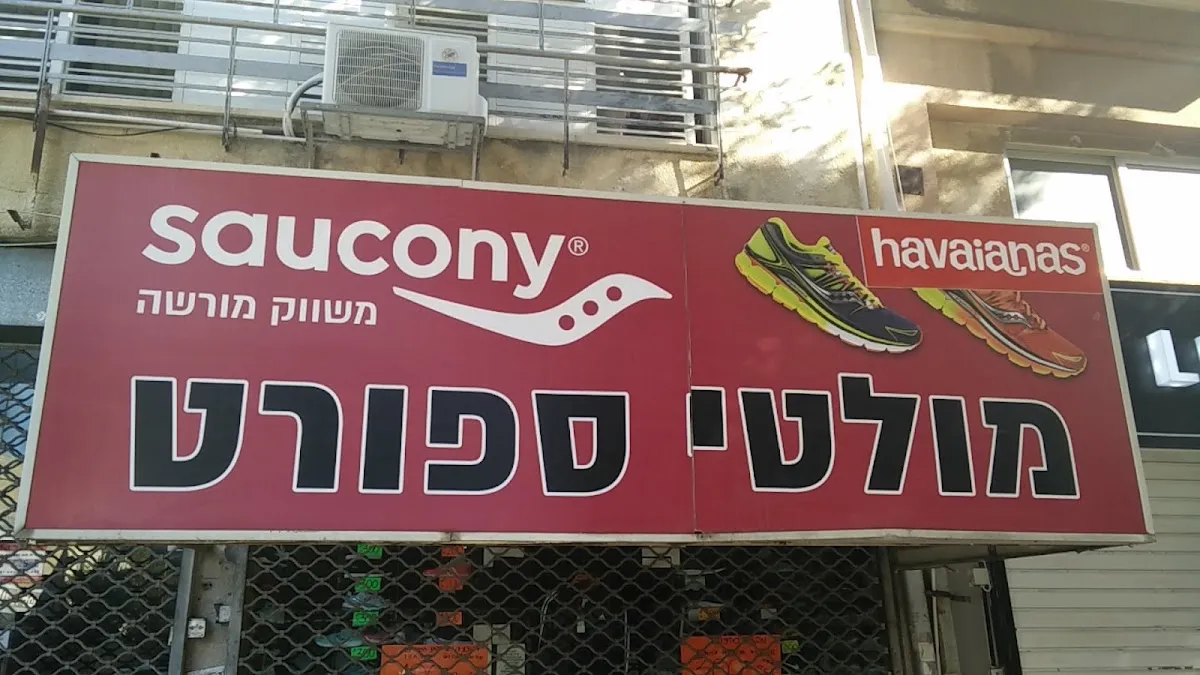 saucony®
משווק מורשה
havaianas®
מולטי ספורט